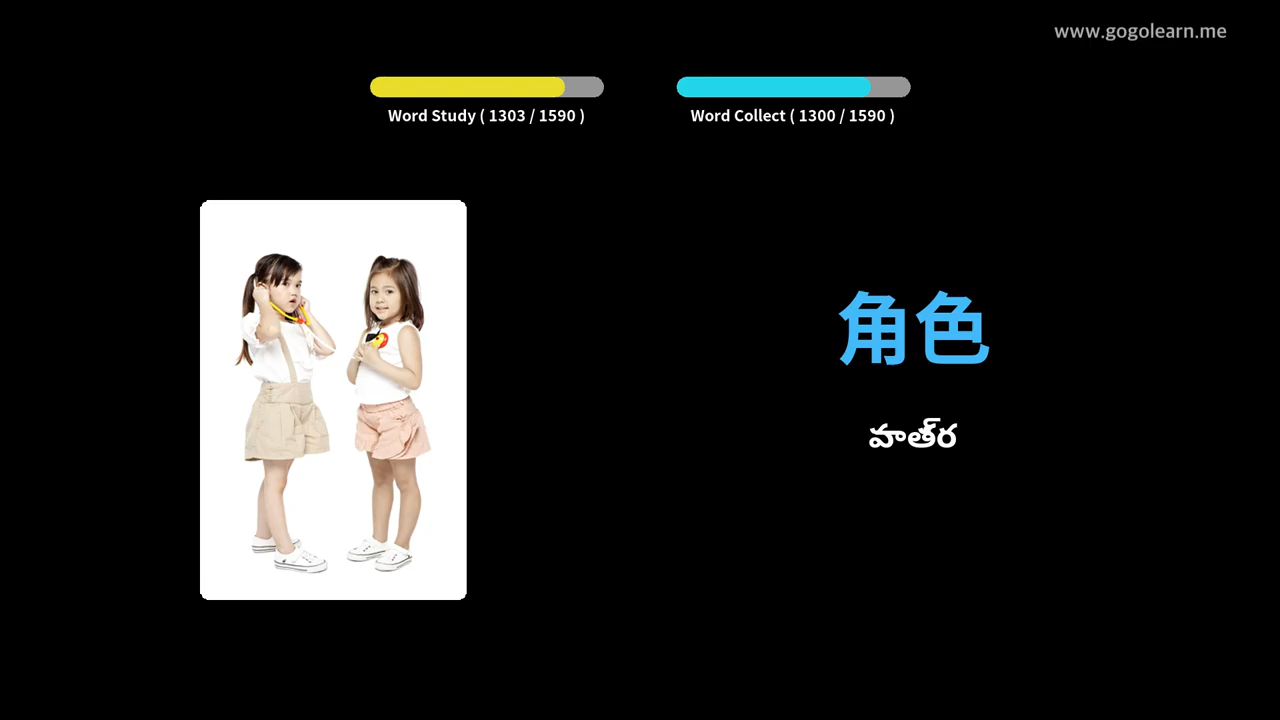 www.gogolearn.me
Word Study ( 1303 / 1590 )
Word Collect ( 1300 / 1590 )
角色
పాత్ర